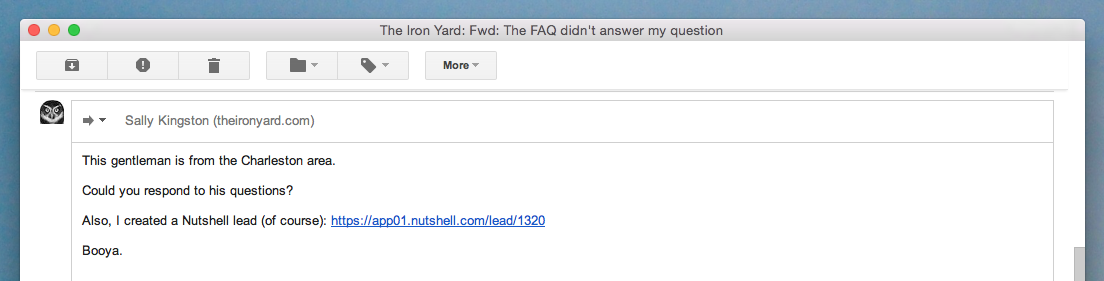 The Iron Yard: Fwd: The FAQ didn't answer my question
More
Sally Kingston (theironyard.com)
This gentleman is from the Charleston area.
Could you respond to his questions?
Also, I created a Nutshell lead (of course): https://app01.nutshell.com/lead/1320
Booya.